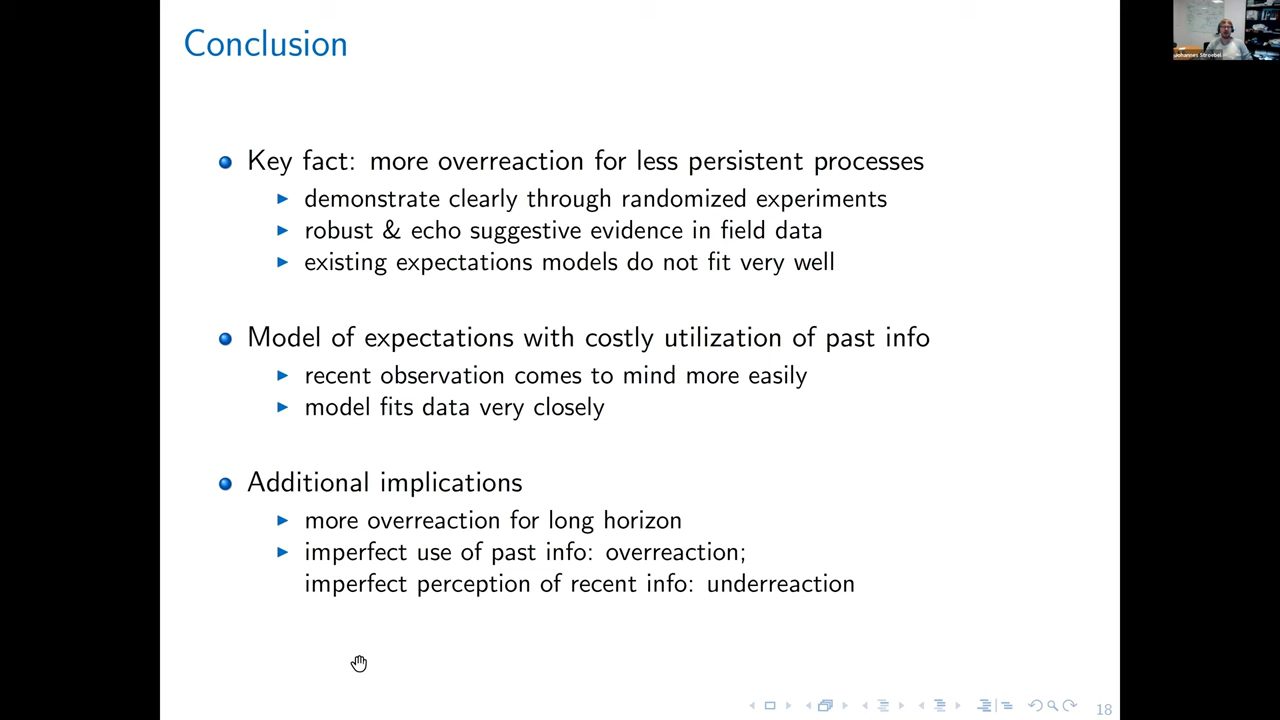 Conclusion
Johannes Stroebel
Key fact: more overreaction for less persistent processes
demonstrate clearly through randomized experiments
robust & echo suggestive evidence in field data
existing expectations models do not fit very well
Model of expectations with costly utilization of past info
recent observation comes to mind more easily
model fits data very closely
Additional implications
more overreaction for long horizon
imperfect use of past info: overreaction;
imperfect perception of recent info: underreaction
18